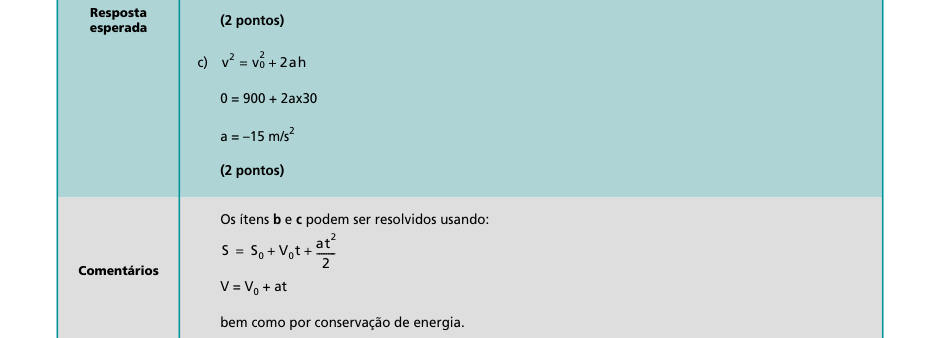 Resposta
esperada
(2 pontos)
c) v² = v₀² + 2ah
0 = 900 + 2ax30
a = –15 m/s²
(2 pontos)
Comentários
Os ítens b e c podem ser resolvidos usando:
S = S₀ + V₀t + at²/2
V = V₀ + at
bem como por conservação de energia.